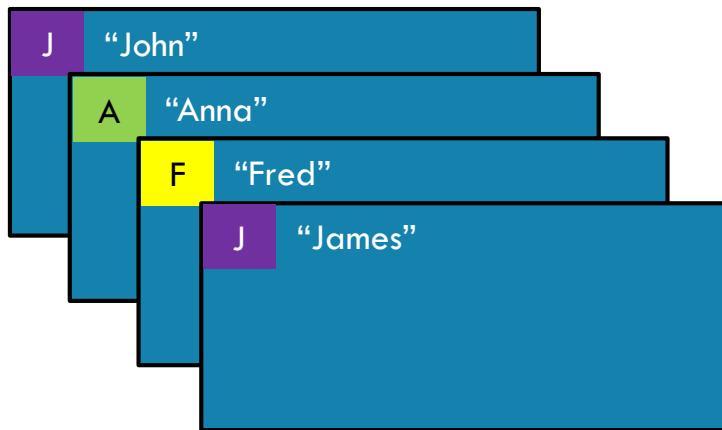 J “John”
A “Anna”
F “Fred”
J “James”